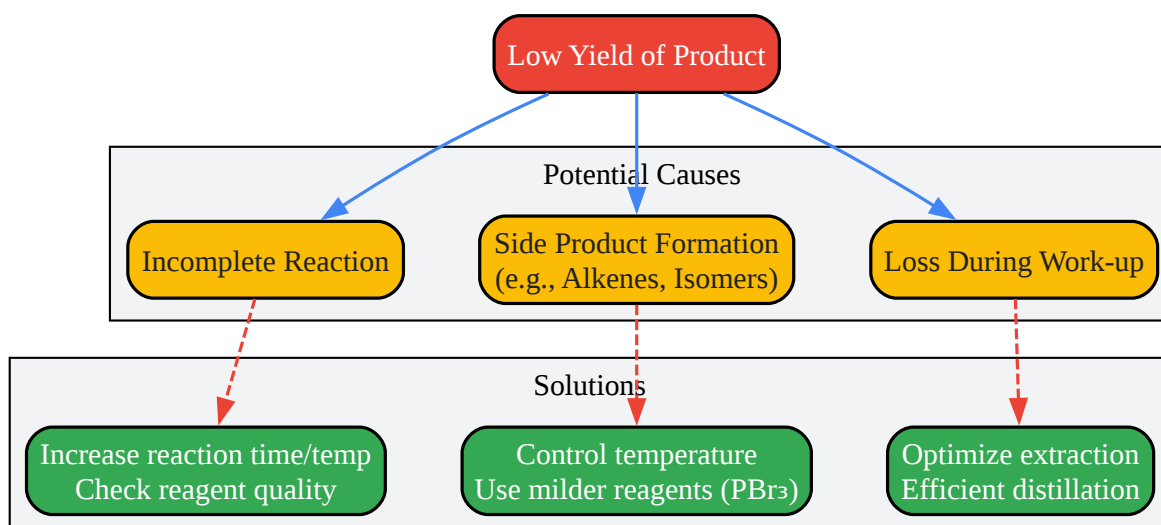 Low Yield of Product
Potential Causes
Incomplete Reaction
Side Product Formation
(e.g., Alkenes, Isomers)
Loss During Work-up
Solutions
Increase reaction time/temp
Check reagent quality
Control temperature
Use milder reagents (PBr₃)
Optimize extraction
Efficient distillation